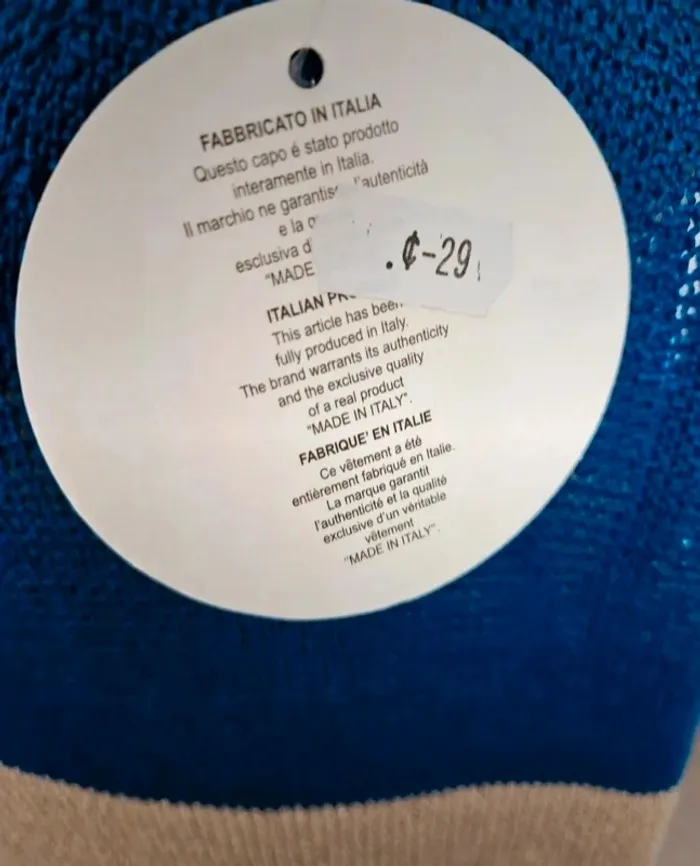 FABBRICATO IN ITALIA
Questo capo é stato prodotto
interamente in Italia.
Il marchio ne l'autenticità
e la
esclusiva
"MADE
.¢-29
ITALIAN
This article has been
fully produced in Italy.
The brand warrants its authenticity
and the exclusive quality
of a real product
"MADE IN ITALY".
FABRIQUE' EN ITALIE
Ce vêtement a été
entièrement fabriqué en Italie.
La marque garantit
l'authenticité et la qualité
exclusive d'un véritable
vêtement
"MADE IN ITALY".